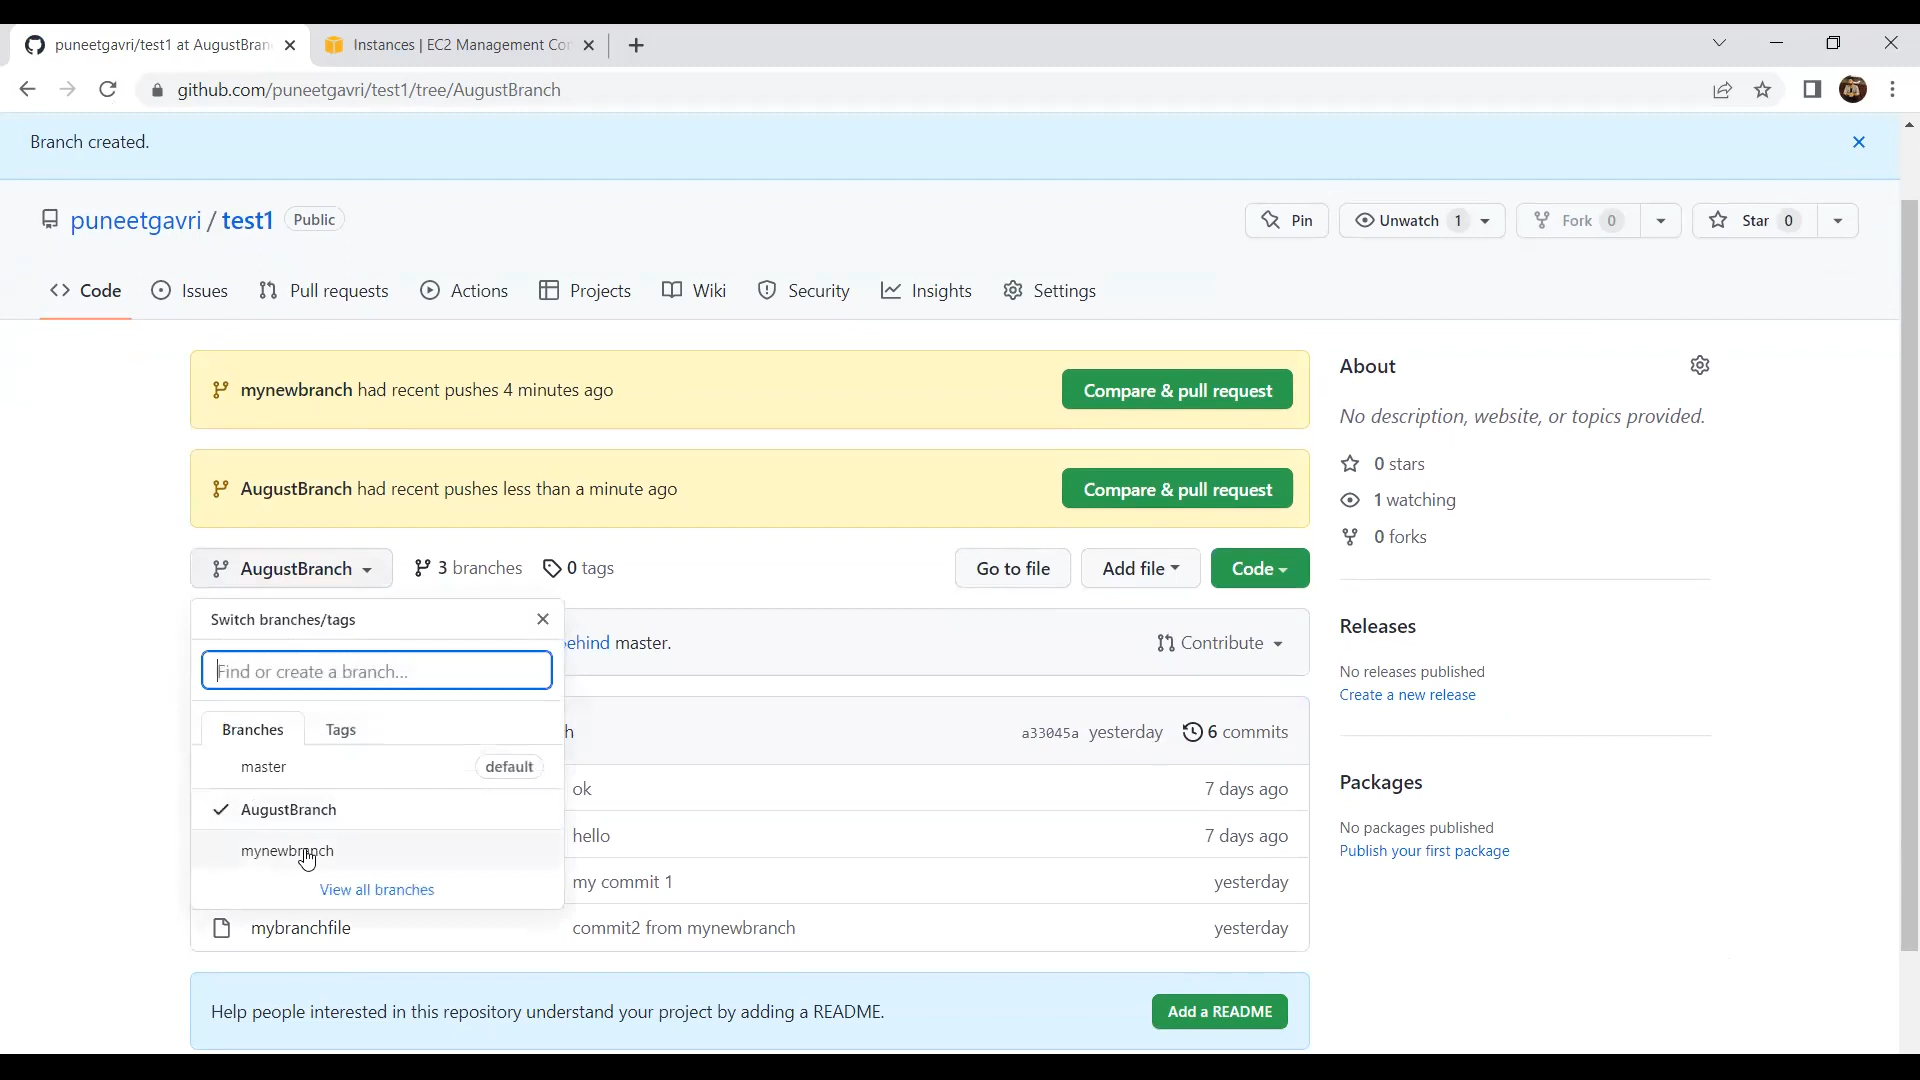 puneetgavri/test1 at AugustBran
Instances | EC2 Management Co
github.com/puneetgavri/test1/tree/AugustBranch
Branch created.
puneetgavri / test1 Public
Pin
Unwatch 1
Fork 0
Star 0
Code
Issues
Pull requests
Actions
Projects
Wiki
Security
Insights
Settings
mynewbranch had recent pushes 4 minutes ago
Compare & pull request
AugustBranch had recent pushes less than a minute ago
Compare & pull request
AugustBranch
3 branches
0 tags
Go to file
Add file
Code
Switch branches/tags
Find or create a branch...
Branches
Tags
master default
AugustBranch
mynewbranch
View all branches
ehind master.
Contribute
h
a33045a yesterday
6 commits
ok 7 days ago
hello 7 days ago
my commit 1 yesterday
mybranchfile commit2 from mynewbranch yesterday
Help people interested in this repository understand your project by adding a README.
Add a README
About
No description, website, or topics provided.
0 stars
1 watching
0 forks
Releases
No releases published
Create a new release
Packages
No packages published
Publish your first package